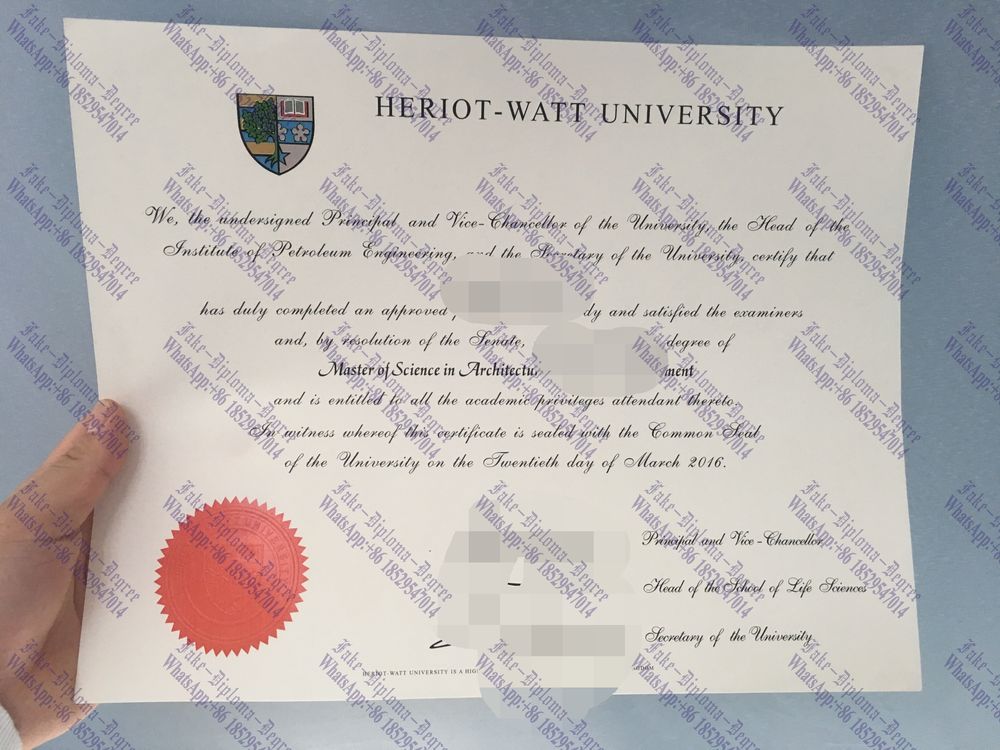 HERIOT-WATT UNIVERSITY
We, the undersigned Principal and Vice-Chancellor of the University, the Head of the
Institute of Petroleum Engineering, and the Secretary of the University, certify that
has duly completed an approved dy and satisfied the examiners
and, by resolution of the Senate, degree of
Master of Science in Architectu ment
and is entitled to all the academic privileges attendant thereto.
In witness whereof this certificate is sealed with the Common Seal
of the University on the Twentieth day of March 2016.
Principal and Vice-Chancellor
Head of the School of Life Sciences
Secretary of the University
HERIOT-WATT UNIVERSITY IS A
Fake-Diploma-Degree
WhatsApp:+86 18529547014